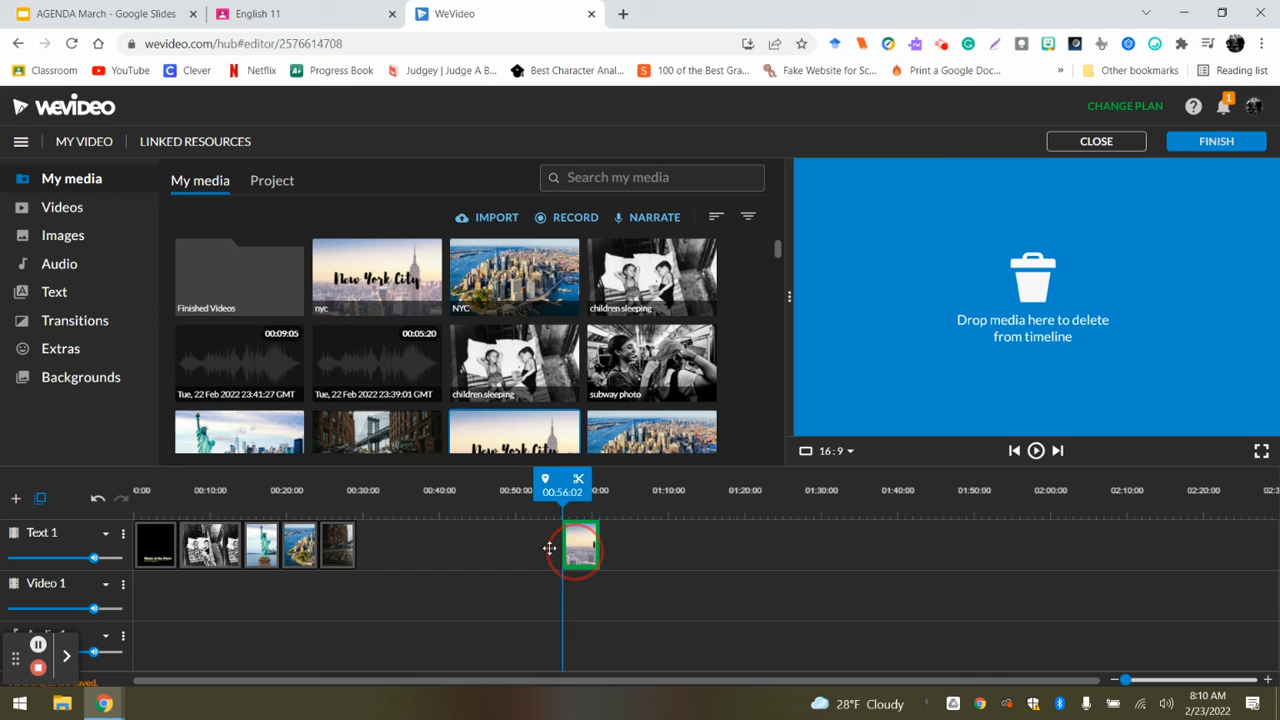 AGENDA March - Google Slides
English 11
WeVideo
wevideo.com/hub#editor/2576614708
Classroom
YouTube
Clever
Netflix
Progress Book
Judgey | Judge A B...
Best Character Anal...
100 of the Best Gra...
Fake Website for Sc...
Print a Google Doc...
Other bookmarks
Reading list
WEVIDEO
CHANGE PLAN
1
MY VIDEO
LINKED RESOURCES
CLOSE
FINISH
My media
Videos
Images
Audio
Text
Transitions
Extras
Backgrounds
My media
Project
Search my media
IMPORT
RECORD
NARRATE
Finished Videos
New York City
nyc
NYC
children sleeping
00:09:05
Tue, 22 Feb 2022 23:41:27 GMT
00:05:20
Tue, 22 Feb 2022 23:39:01 GMT
children sleeping
subway photo
New York City
Drop media here to delete
from timeline
16:9
0:00
00:10:00
00:20:00
00:30:00
00:40:00
00:50:00
00:56:02
01:10:00
01:20:00
01:30:00
01:40:00
01:50:00
02:00:00
02:10:00
02:20:00
Text 1
Video 1
28°F Cloudy
8:10 AM
2/23/2022